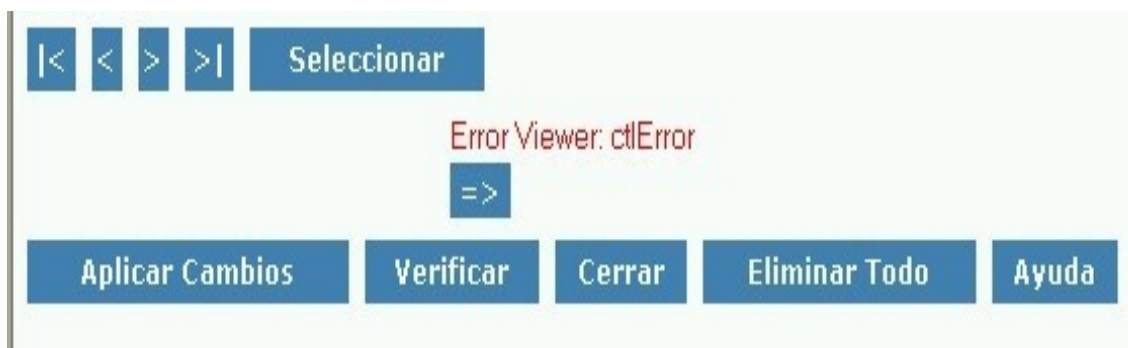 |< < > >| Seleccionar
Error Viewer: ctlError
=>
Aplicar Cambios Verificar Cerrar Eliminar Todo Ayuda